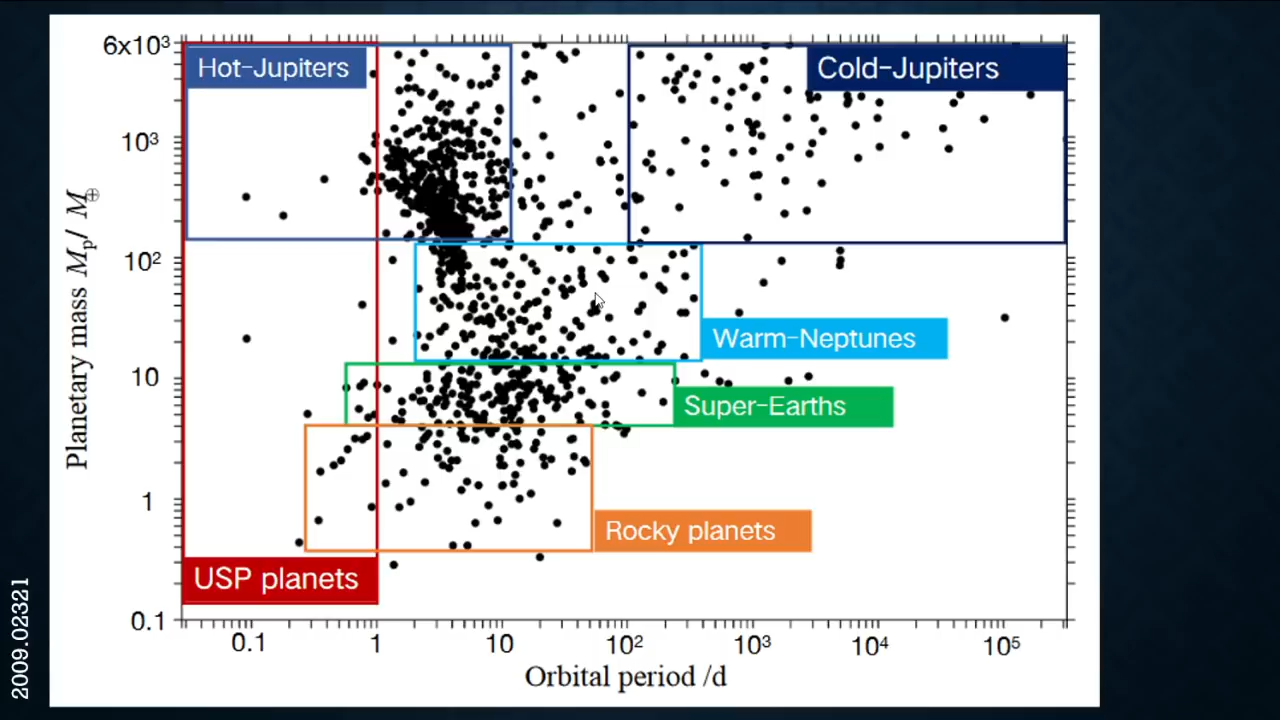 6x10³
Hot-Jupiters
Cold-Jupiters
10³
Planetary mass Mₚ/ M⊕
10²
Warm-Neptunes
10
Super-Earths
1
Rocky planets
USP planets
0.1
0.1 1 10 10² 10³ 10⁴ 10⁵
Orbital period /d
2009.02321